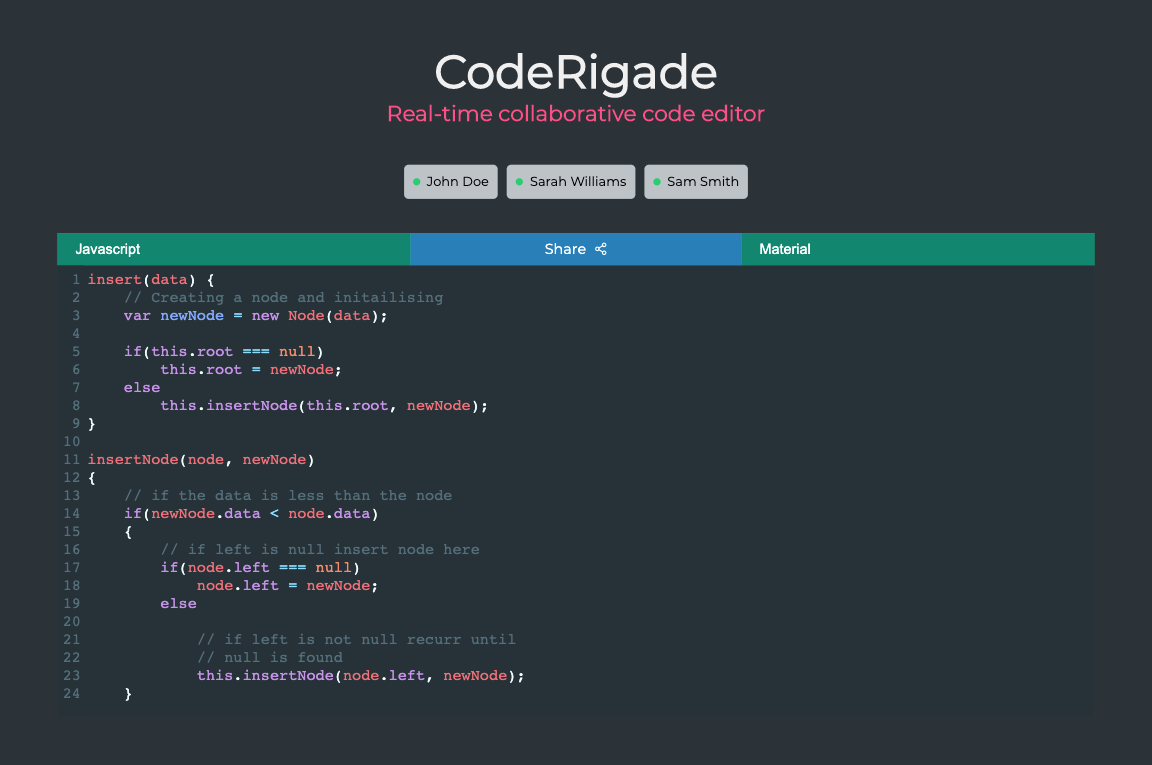 CodeRigade
Real-time collaborative code editor
John Doe Sarah Williams Sam Smith
Javascript Share Material
1 insert(data) {
2     // Creating a node and initailising
3     var newNode = new Node(data);
4
5     if(this.root === null)
6         this.root = newNode;
7     else
8         this.insertNode(this.root, newNode);
9 }
10
11 insertNode(node, newNode)
12 {
13     // if the data is less than the node
14     if(newNode.data < node.data)
15     {
16         // if left is null insert node here
17         if(node.left === null)
18             node.left = newNode;
19         else
20
21             // if left is not null recurr until
22             // null is found
23             this.insertNode(node.left, newNode);
24     }